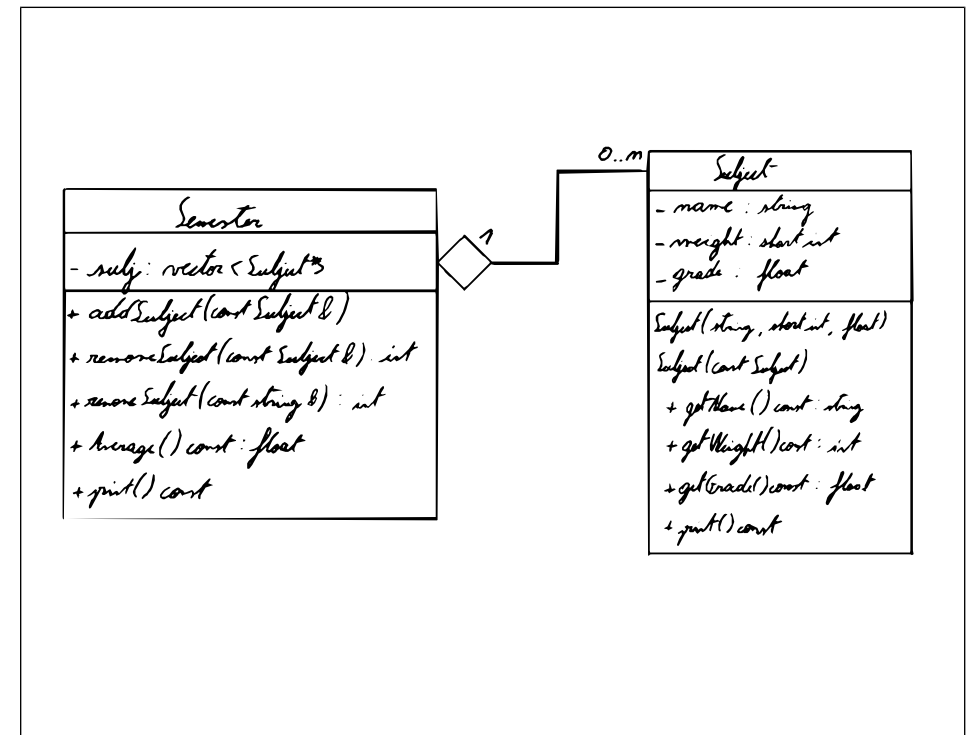 Semester
- subj: vector<Subject*>
+ addSubject(const Subject &)
+ removeSubject(const Subject &): int
+ removeSubject(const string &): int
+ Average() const: float
+ print() const
1
0..n
Subject
- name: string
- weight: short int
- grade: float
Subject(string, short int, float)
Subject(const Subject)
+ getName() const: string
+ getWeight() const: int
+ getGrade() const: float
+ print() const